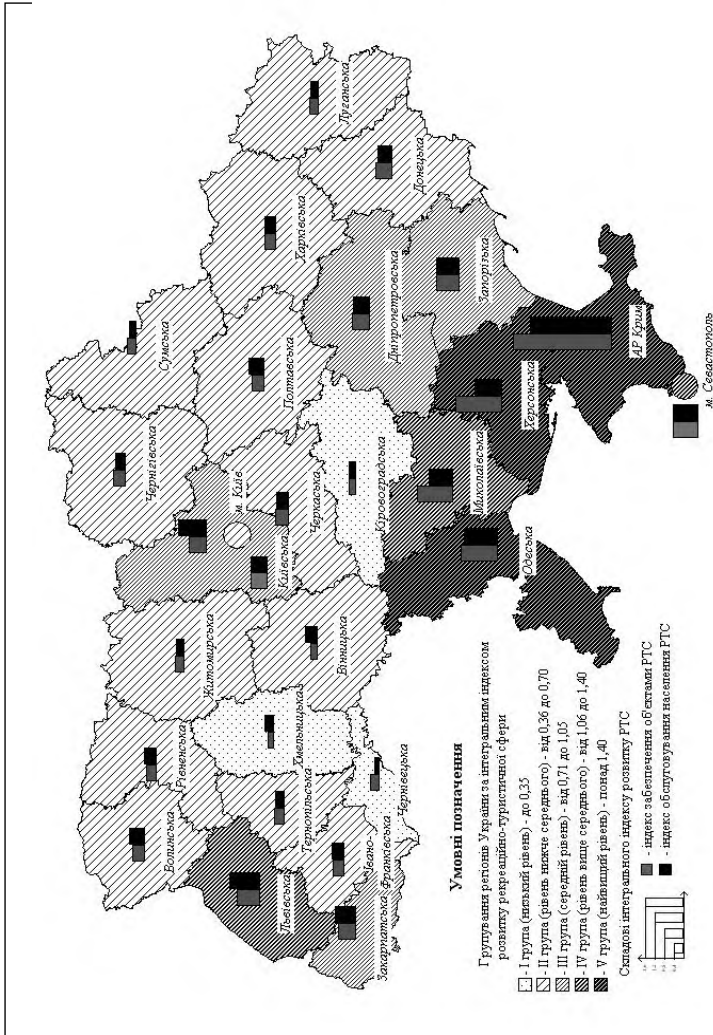 Волинська
Рівненська
Житомирська
Чернігівська
Сумська
Львівська
Тернопільська
Хмельницька
Вінницька
Київська
м. Київ
Черкаська
Полтавська
Харківська
Луганська
Закарпатська
Івано-
Франківська
Чернівецька
Кіровоградська
Дніпропетровська
Донецька
Одеська
Миколаївська
Херсонська
Запорізька
АР Крим
м. Севастополь
Умовні позначення
Групування регіонів України за інтегральним індексом
розвитку рекреаційно-туристичної сфери
- I група (низький рівень) - до 0,35
- II група (рівень нижче середнього) - від 0,36 до 0,70
- III група (середній рівень) - від 0,71 до 1,05
- IV група (рівень вище середнього) - від 1,06 до 1,40
- V група (найвищий рівень) - понад 1,40
Складові інтегрального індексу розвитку РТС
- індекс забезпечення об'єктами РТС
- індекс обслуговування населення РТС